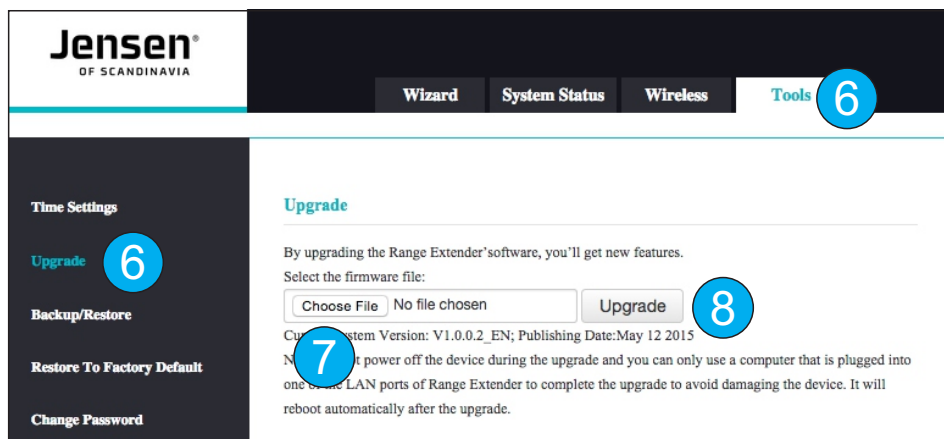 Jensen®
OF SCANDINAVIA
Wizard System Status Wireless Tools 6
Time Settings
Upgrade 6
Backup/Restore
Restore To Factory Default
Change Password
Upgrade
By upgrading the Range Extender'software, you'll get new features.
Select the firmware file:
Choose File No file chosen Upgrade 8
7
System Version: V1.0.0.2_EN; Publishing Date:May 12 2015
power off the device during the upgrade and you can only use a computer that is plugged into
one LAN ports of Range Extender to complete the upgrade to avoid damaging the device. It will
reboot automatically after the upgrade.